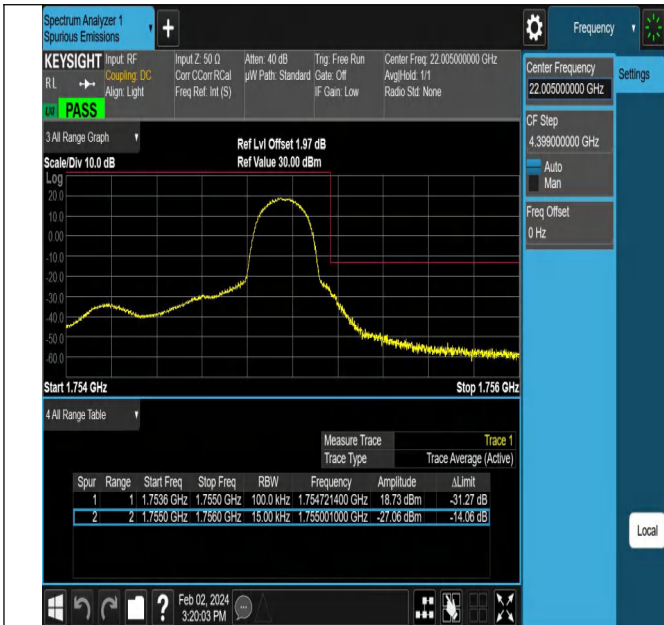 Spectrum Analyzer 1
Spurious Emissions
Frequency
KEYSIGHT
RL
Input: RF
Coupling: DC
Align: Light
Input Z: 50 Ω
Corr CCorr RCal
Freq Ref: Int (S)
Atten: 40 dB
µW Path: Standard
Trig: Free Run
Gate: Off
IF Gain: Low
Center Freq: 22.005000000 GHz
Avg|Hold: 1/1
Radio Std: None
PASS
Center Frequency
22.005000000 GHz
Settings
CF Step
4.399000000 GHz
Auto
Man
Freq Offset
0 Hz
3 All Range Graph
Scale/Div 10.0 dB
Ref Lvl Offset 1.97 dB
Ref Value 30.00 dBm
Log
20.0
10.0
0.00
-10.0
-20.0
-30.0
-40.0
-50.0
-60.0
Start 1.754 GHz
Stop 1.756 GHz
4 All Range Table
Measure Trace Trace 1
Trace Type Trace Average (Active)
Spur Range Start Freq Stop Freq RBW Frequency Amplitude ΔLimit
1 1 1.7536 GHz 1.7550 GHz 100.0 kHz 1.754721400 GHz 18.73 dBm -31.27 dB
2 2 1.7550 GHz 1.7560 GHz 15.00 kHz 1.755001000 GHz -27.06 dBm -14.06 dB
Local
Feb 02, 2024
3:20:03 PM